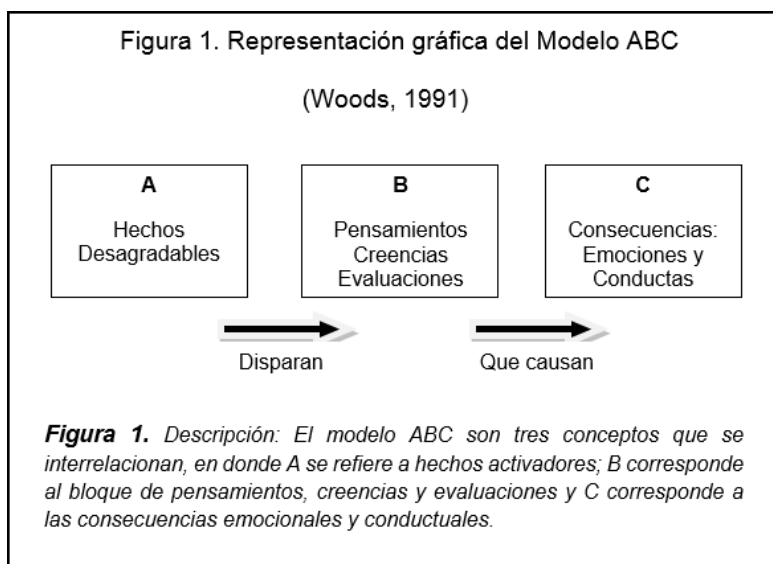 Figura 1. Representación gráfica del Modelo ABC
(Woods, 1991)
A
Hechos
Desagradables
B
Pensamientos
Creencias
Evaluaciones
C
Consecuencias:
Emociones y
Conductas
Disparan
Que causan
Figura 1. Descripción: El modelo ABC son tres conceptos que se
interrelacionan, en donde A se refiere a hechos activadores; B corresponde
al bloque de pensamientos, creencias y evaluaciones y C corresponde a
las consecuencias emocionales y conductuales.